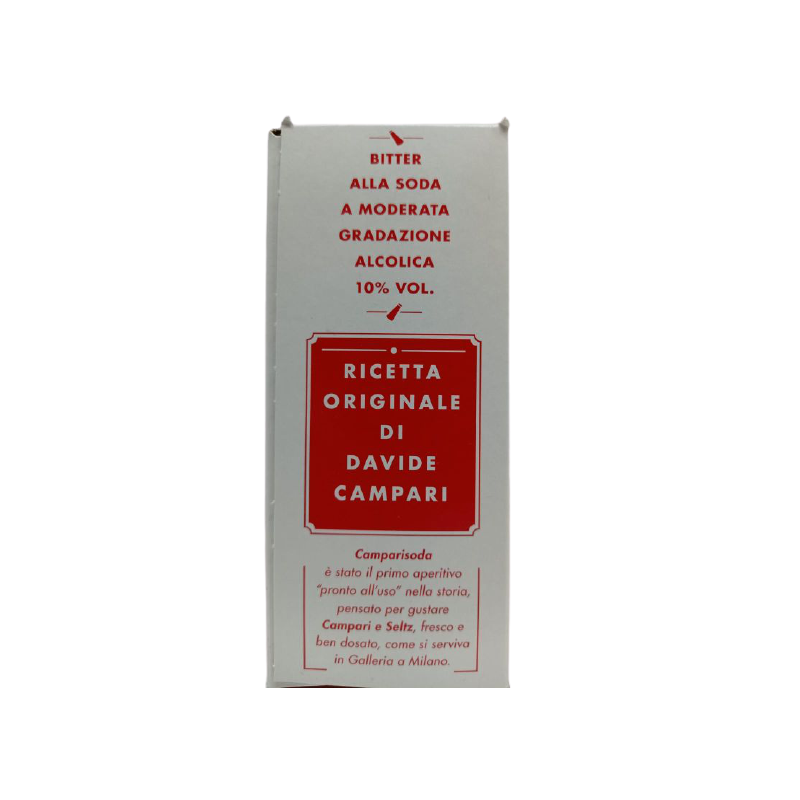 BITTER
ALLA SODA
A MODERATA
GRADAZIONE
ALCOLICA
10% VOL.
RICETTA
ORIGINALE
DI
DAVIDE
CAMPARI
Camparisoda
è stato il primo aperitivo
"pronto all'uso" nella storia,
pensato per gustare
Campari e Seltz, fresco e
ben dosato, come si serviva
in Galleria a Milano.